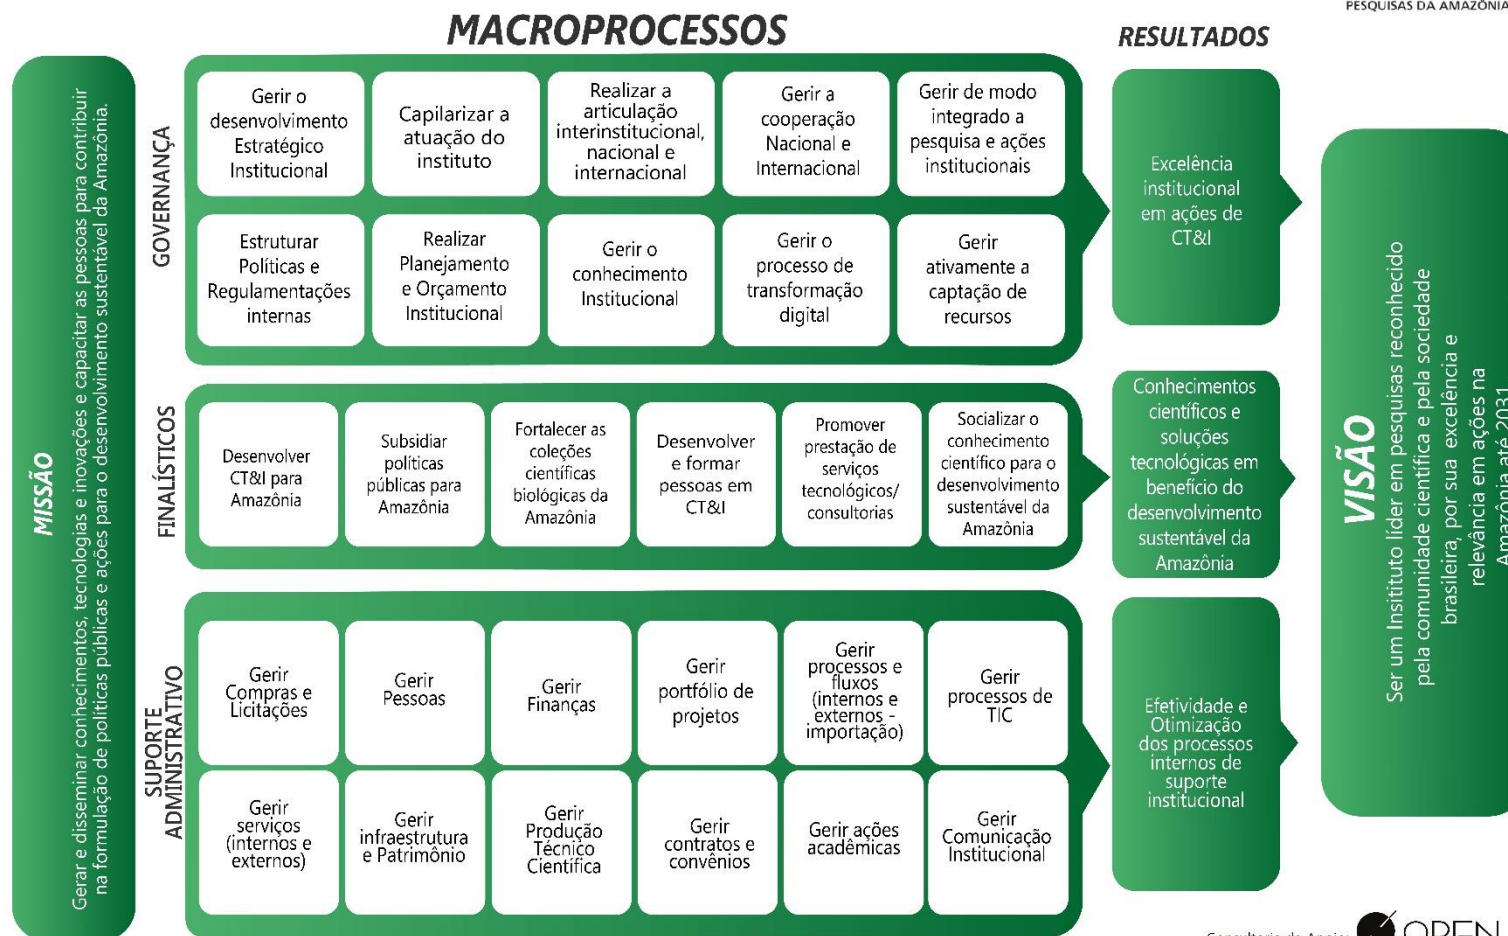 PESQUISAS DA AMAZÔNIA
MACROPROCESSOS
RESULTADOS
MISSÃO
Gerar e disseminar conhecimentos, tecnologias e inovações e capacitar as pessoas para contribuir
na formulação de políticas públicas e ações para o desenvolvimento sustentável da Amazônia.
GOVERNANÇA
Gerir o
desenvolvimento
Estratégico
Institucional
Capilarizar a
atuação do
instituto
Realizar a
articulação
interinstitucional,
nacional e
internacional
Gerir a
cooperação
Nacional e
Internacional
Gerir de modo
integrado a
pesquisa e ações
institucionais
Estruturar
Políticas e
Regulamentações
internas
Realizar
Planejamento
e Orçamento
Institucional
Gerir o
conhecimento
Institucional
Gerir o
processo de
transformação
digital
Gerir
ativamente a
captação de
recursos
Excelência
institucional
em ações de
CT&I
FINALÍSTICOS
Desenvolver
CT&I para
Amazônia
Subsidiar
políticas
públicas para
Amazônia
Fortalecer as
coleções
científicas
biológicas da
Amazônia
Desenvolver
e formar
pessoas em
CT&I
Promover
prestação de
serviços
tecnológicos/
consultorias
Socializar o
conhecimento
científico para o
desenvolvimento
sustentável da
Amazônia
Conhecimentos
científicos e
soluções
tecnológicas em
benefício do
desenvolvimento
sustentável da
Amazônia
SUPORTE
ADMINISTRATIVO
Gerir
Compras e
Licitações
Gerir
Pessoas
Gerir
Finanças
Gerir
portfólio de
projetos
Gerir
processos e
fluxos
(internos e
externos -
importação)
Gerir
processos de
TIC
Gerir
serviços
(internos e
externos)
Gerir
infraestrutura
e Patrimônio
Gerir
Produção
Técnico
Científica
Gerir
contratos e
convênios
Gerir ações
acadêmicas
Gerir
Comunicação
Institucional
Efetividade e
Otimização
dos processos
internos de
suporte
institucional
VISÃO
Ser um Insitituto líder em pesquisas reconhecido
pela comunidade científica e pela sociedade
brasileira, por sua excelência e
relevância em ações na
Amazônia até 2031
OPEN